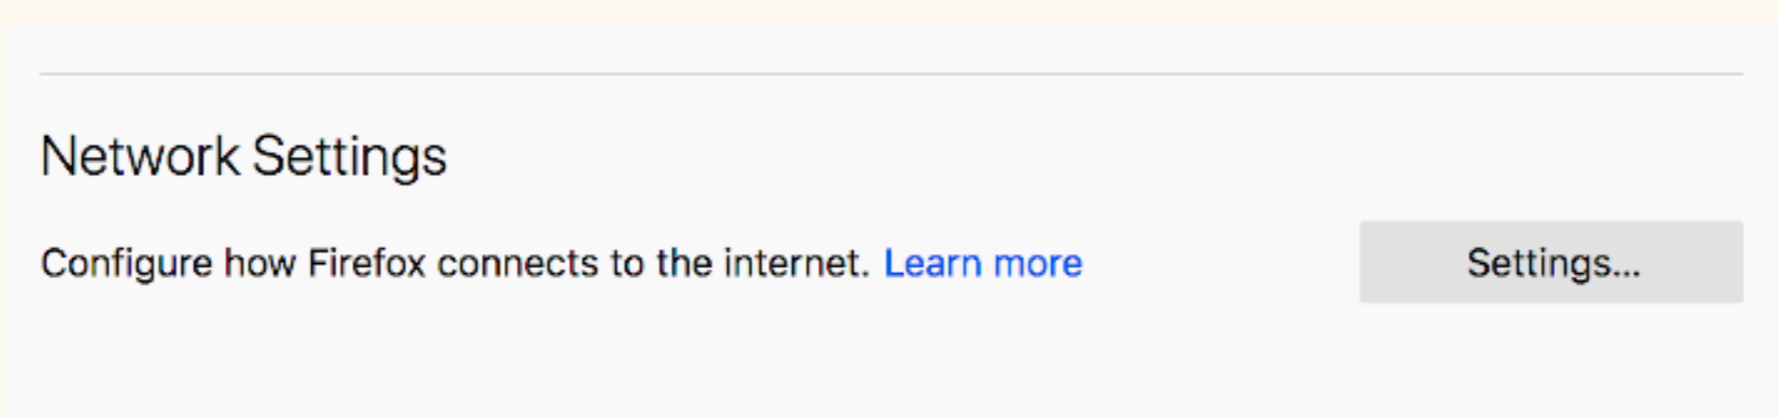 Network Settings
Configure how Firefox connects to the internet. Learn more
Settings...